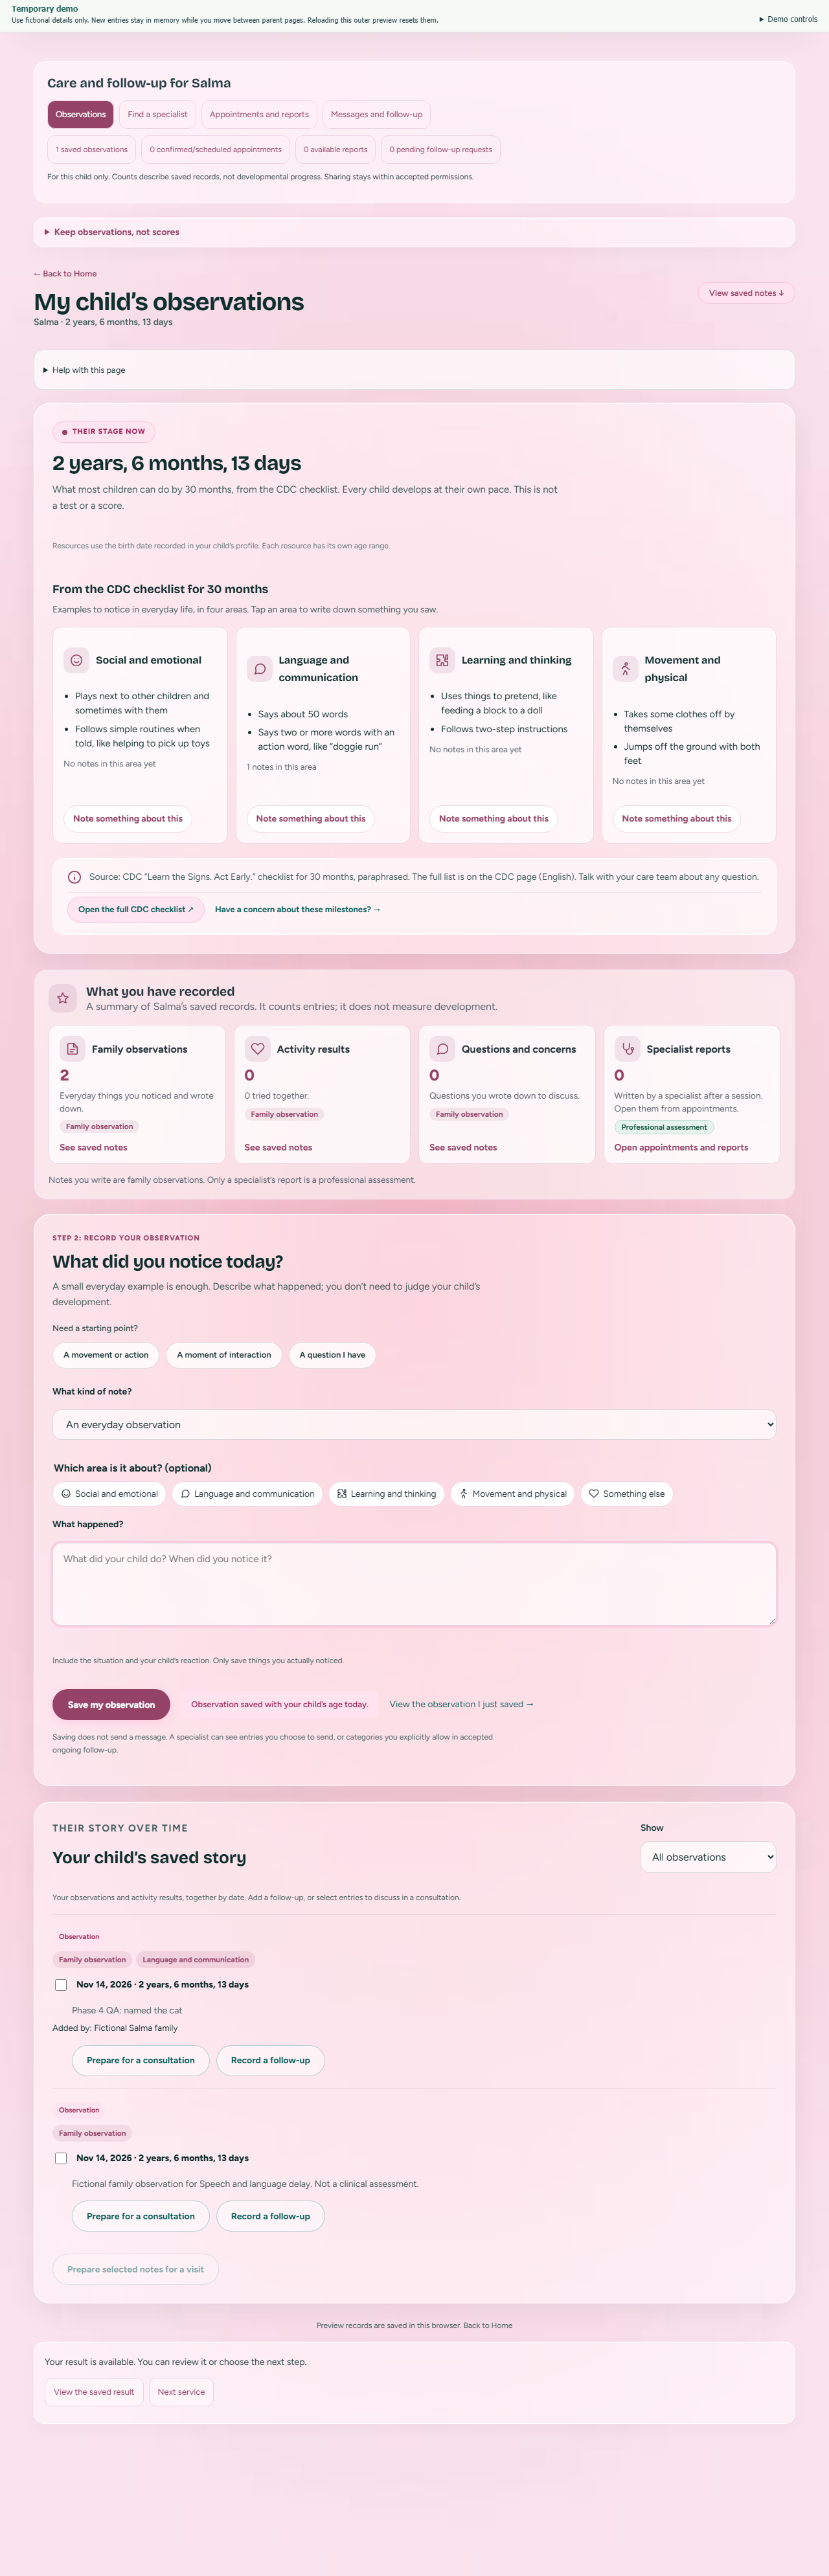 Temporary demo
Use fictional details only. New entries stay in memory while you move between parent pages. Reloading this outer preview resets them.
▶ Demo controls
Care and follow-up for Salma
Observations
Find a specialist
Appointments and reports
Messages and follow-up
1 saved observations
0 confirmed/scheduled appointments
0 available reports
0 pending follow-up requests
For this child only. Counts describe saved records, not developmental progress. Sharing stays within accepted permissions.
▶ Keep observations, not scores
← Back to Home
My child's observations
Salma · 2 years, 6 months, 13 days
View saved notes ↓
▶ Help with this page
THEIR STAGE NOW
2 years, 6 months, 13 days
What most children can do by 30 months, from the CDC checklist. Every child develops at their own pace. This is not
a test or a score.
Resources use the birth date recorded in your child's profile. Each resource has its own age range.
From the CDC checklist for 30 months
Examples to notice in everyday life, in four areas. Tap an area to write down something you saw.
Social and emotional
• Plays next to other children and
sometimes with them
• Follows simple routines when
told, like helping to pick up toys
No notes in this area yet
Note something about this
Language and
communication
• Says about 50 words
• Says two or more words with an
action word, like "doggie run"
1 notes in this area
Note something about this
Learning and thinking
• Uses things to pretend, like
feeding a block to a doll
• Follows two-step instructions
No notes in this area yet
Note something about this
Movement and
physical
• Takes some clothes off by
themselves
• Jumps off the ground with both
feet
No notes in this area yet
Note something about this
Source: CDC "Learn the Signs. Act Early." checklist for 30 months, paraphrased. The full list is on the CDC page (English). Talk with your care team about any question.
Open the full CDC checklist ↗
Have a concern about these milestones? →
What you have recorded
A summary of Salma's saved records. It counts entries; it does not measure development.
Family observations
2
Everyday things you noticed and wrote
down.
Family observation
See saved notes
Activity results
0
0 tried together.
Family observation
See saved notes
Questions and concerns
0
Questions you wrote down to discuss.
Family observation
See saved notes
Specialist reports
0
Written by a specialist after a session.
Open them from appointments.
Professional assessment
Open appointments and reports
Notes you write are family observations. Only a specialist's report is a professional assessment.
STEP 2: RECORD YOUR OBSERVATION
What did you notice today?
A small everyday example is enough. Describe what happened; you don't need to judge your child's
development.
Need a starting point?
A movement or action
A moment of interaction
A question I have
What kind of note?
An everyday observation
Which area is it about? (optional)
Social and emotional
Language and communication
Learning and thinking
Movement and physical
Something else
What happened?
What did your child do? When did you notice it?
Include the situation and your child's reaction. Only save things you actually noticed.
Save my observation
Observation saved with your child's age today.
View the observation I just saved →
Saving does not send a message. A specialist can see entries you choose to send, or categories you explicitly allow in accepted
ongoing follow-up.
THEIR STORY OVER TIME
Your child's saved story
Show
All observations
Your observations and activity results, together by date. Add a follow-up, or select entries to discuss in a consultation.
Observation
Family observation
Language and communication
Nov 14, 2026 · 2 years, 6 months, 13 days
Phase 4 QA: named the cat
Added by: Fictional Salma family
Prepare for a consultation
Record a follow-up
Observation
Family observation
Nov 14, 2026 · 2 years, 6 months, 13 days
Fictional family observation for Speech and language delay. Not a clinical assessment.
Prepare for a consultation
Record a follow-up
Prepare selected notes for a visit
Preview records are saved in this browser. Back to Home
Your result is available. You can review it or choose the next step.
View the saved result
Next service